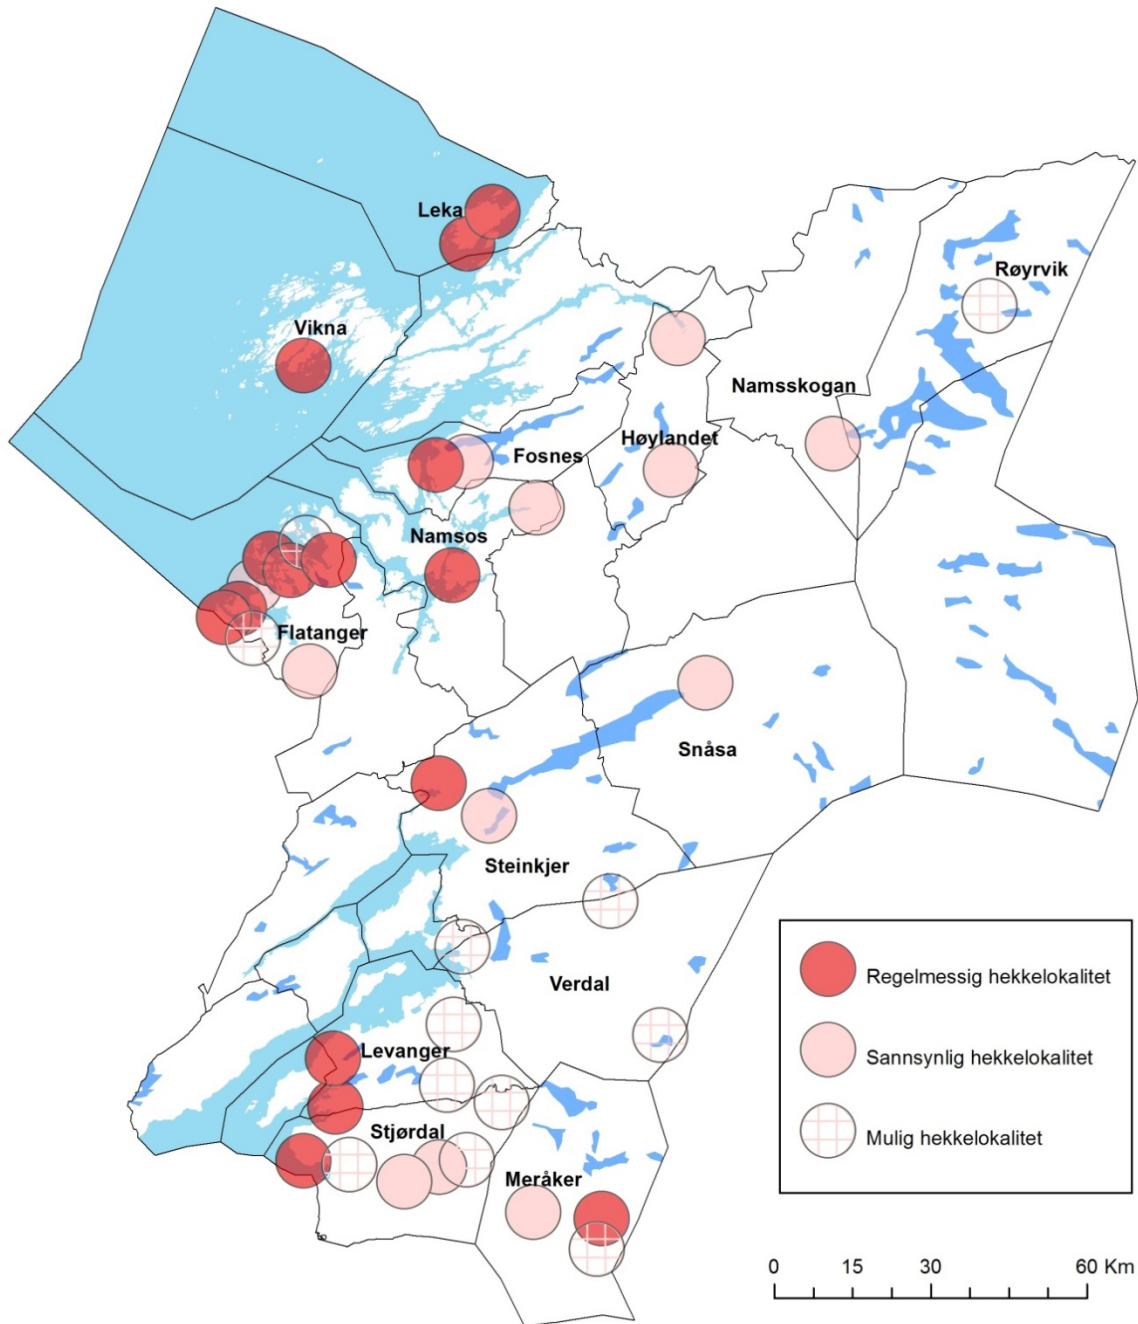 Leka
Røyrvik
Vikna
Namsskogan
Høylandet
Fosnes
Namsos
Flatanger
Snåsa
Steinkjer
Verdal
Levanger
Stjørdal
Meråker
Regelmessig hekkelokalitet
Sannsynlig hekkelokalitet
Mulig hekkelokalitet
0 15 30 60 Km